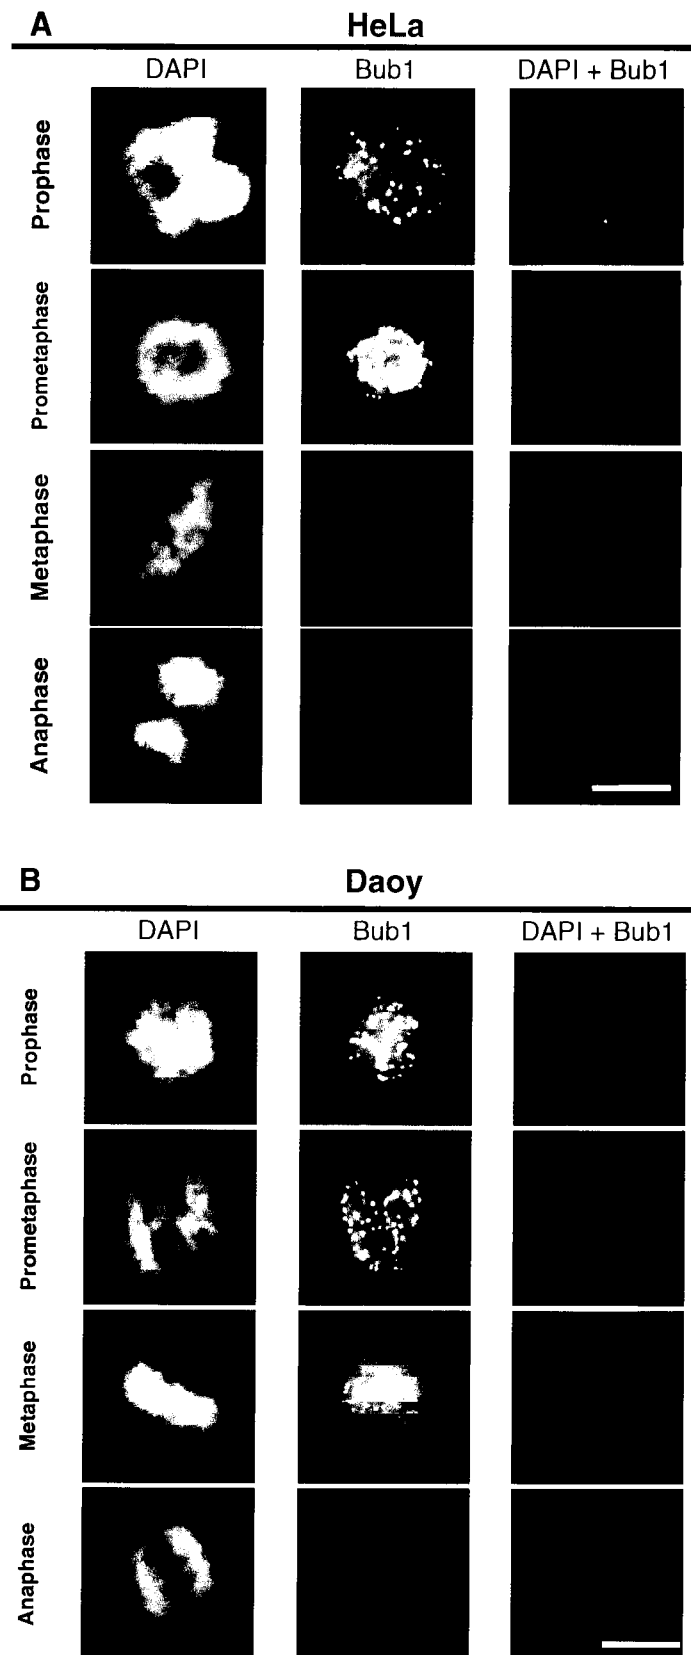 A HeLa
DAPI Bub1 DAPI + Bub1
Prophase
Prometaphase
Metaphase
Anaphase
B Daoy
DAPI Bub1 DAPI + Bub1
Prophase
Prometaphase
Metaphase
Anaphase